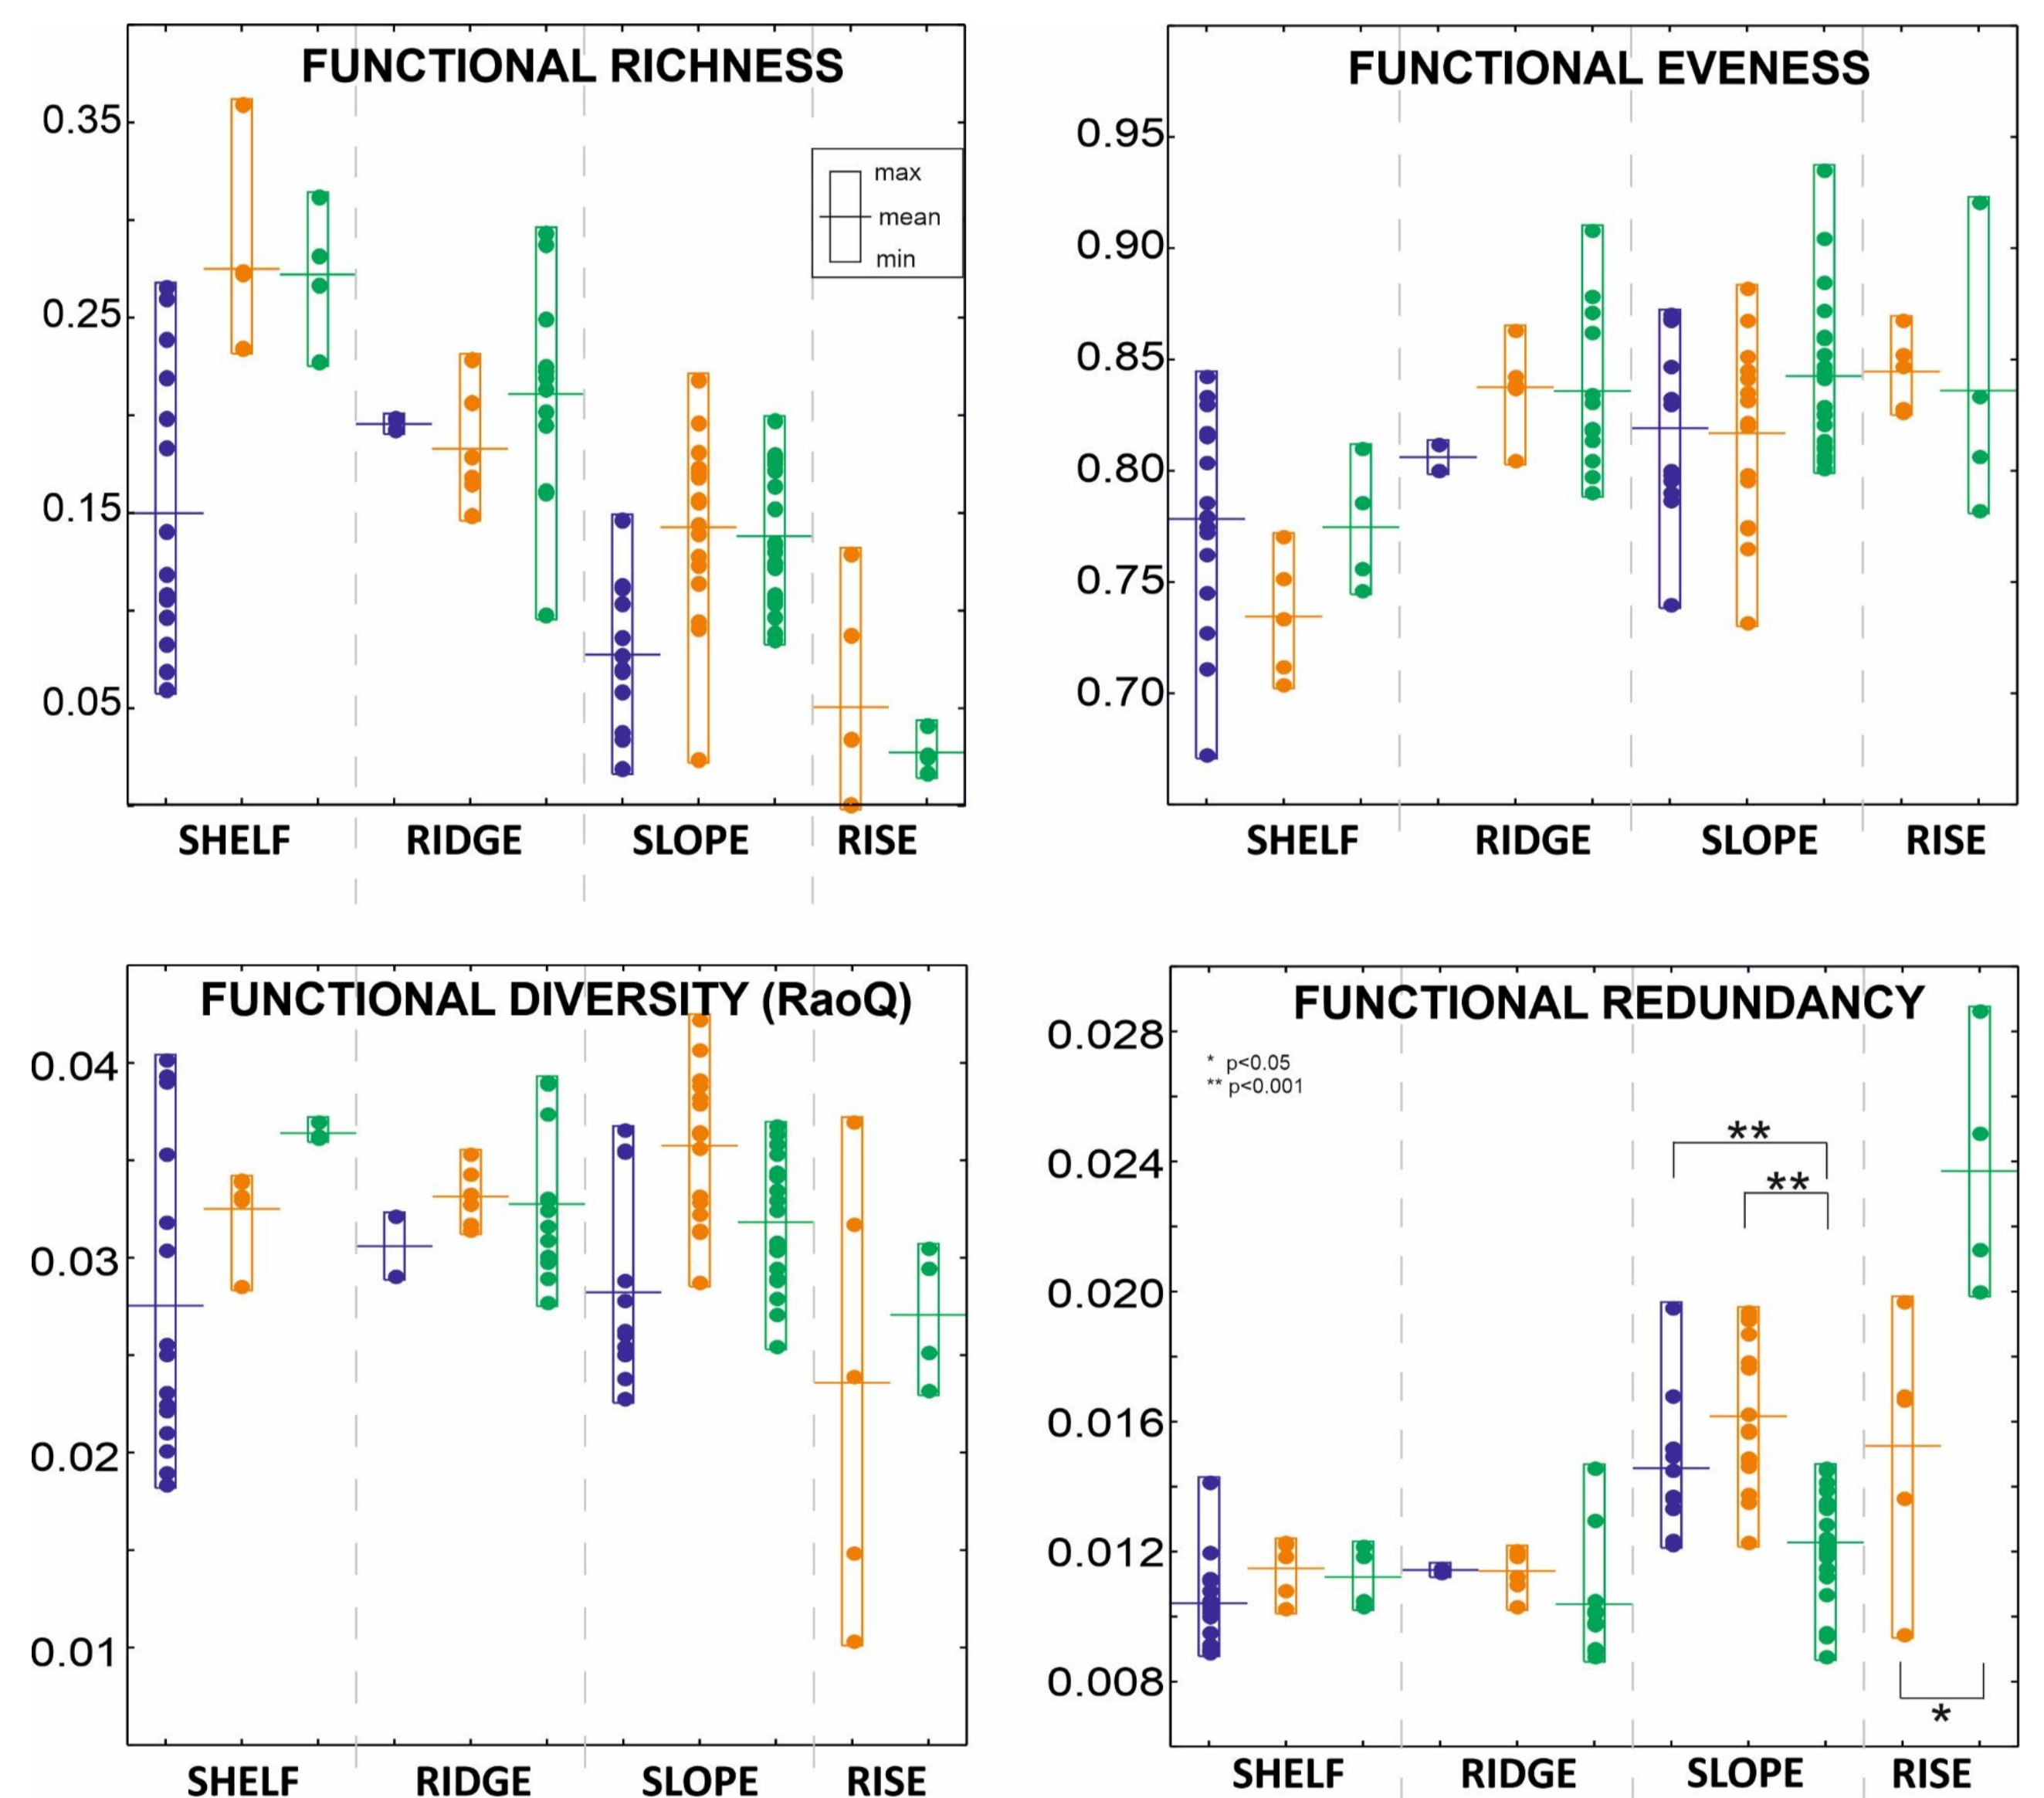 FUNCTIONAL RICHNESS
0.35
0.25
0.15
0.05
max
mean
min
SHELF RIDGE SLOPE RISE
FUNCTIONAL EVENESS
0.95
0.90
0.85
0.80
0.75
0.70
SHELF RIDGE SLOPE RISE
FUNCTIONAL DIVERSITY (RaoQ)
0.04
0.03
0.02
0.01
SHELF RIDGE SLOPE RISE
FUNCTIONAL REDUNDANCY
0.028
0.024
0.020
0.016
0.012
0.008
* p<0.05
** p<0.001
**
**
*
SHELF RIDGE SLOPE RISE